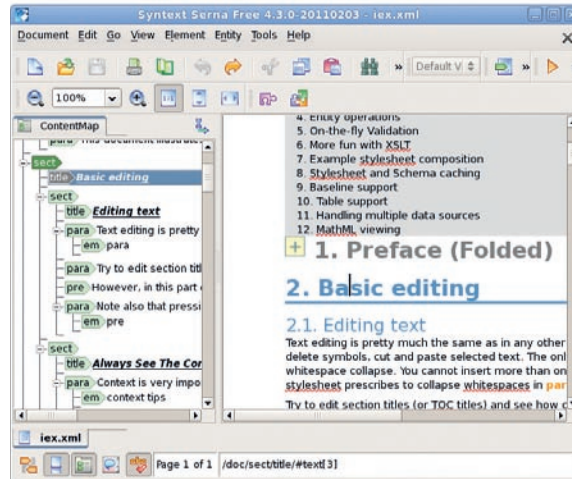 Syntext Serna Free 4.3.0-20110203 - iex.xml
Document Edit Go View Element Entity Tools Help
» Default V »
100%
ContentMap
para This document illustrates
sect
title Basic editing
sect
title Editing text
para Text editing is pretty
em para
para Try to edit section titl
pre However, in this part
para Note also that pressi
em pre
sect
title Always See The Cor
para Context is very impo
em context tips
4. Entity operations
5. On-the-fly Validation
6. More fun with XSLT
7. Example stylesheet composition
8. Stylesheet and Schema caching
9. Baseline support
10. Table support
11. Handling multiple data sources
12. MathML viewing
+ 1. Preface (Folded)
2. Basic editing
2.1. Editing text
Text editing is pretty much the same as in any other
delete symbols, cut and paste selected text. The onl
whitespace collapse. You cannot insert more than on
stylesheet prescribes to collapse whitespaces in par
Try to edit section titles (or TOC titles) and see how c
iex.xml
Page 1 of 1 /doc/sect/title/#text[3]